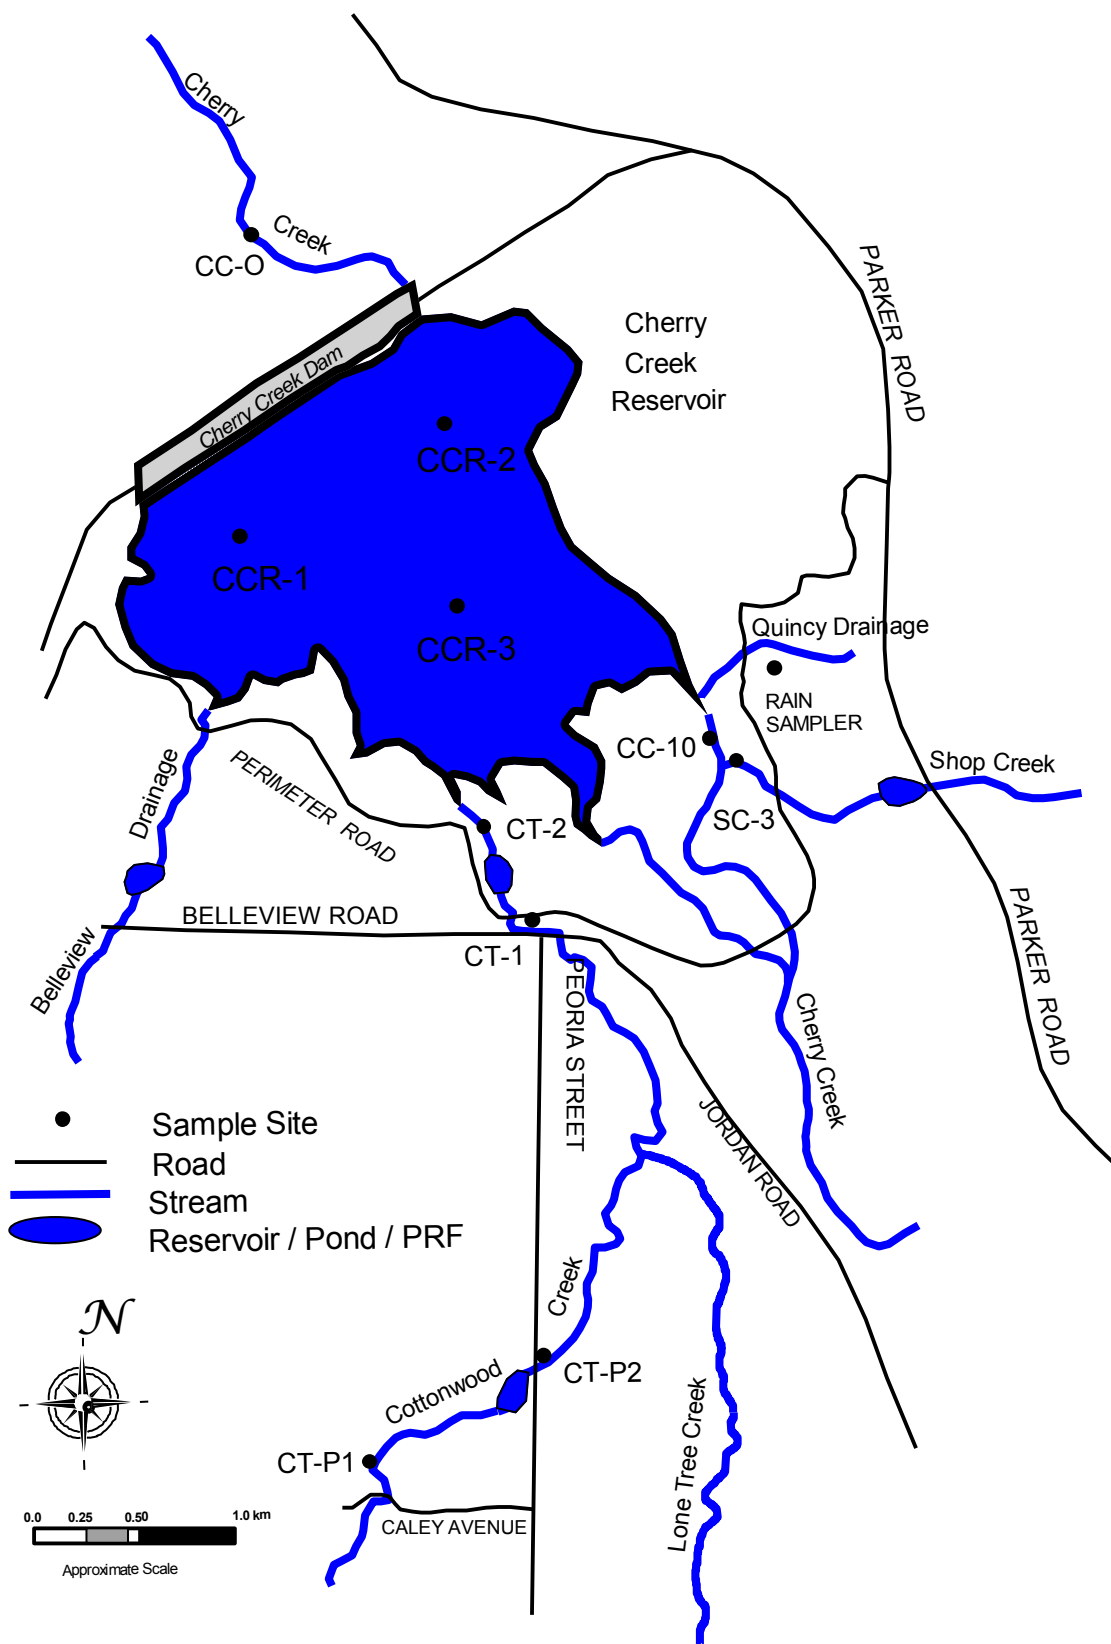 Cherry
Creek
CC-O
PARKER ROAD
Cherry
Creek
Reservoir
Cherry Creek Dam
CCR-2
CCR-1
CCR-3
Quincy Drainage
RAIN
SAMPLER
CC-10
Shop Creek
SC-3
PERIMETER ROAD
Drainage
Belleview
CT-2
BELLEVIEW ROAD
CT-1
PEORIA STREET
PARKER ROAD
Cherry Creek
JORDAN ROAD
Sample Site
Road
Stream
Reservoir / Pond / PRF
N
Creek
Cottonwood
CT-P2
CT-P1
CALEY AVENUE
Lone Tree Creek
0.0 0.25 0.50 1.0 km
Approximate Scale